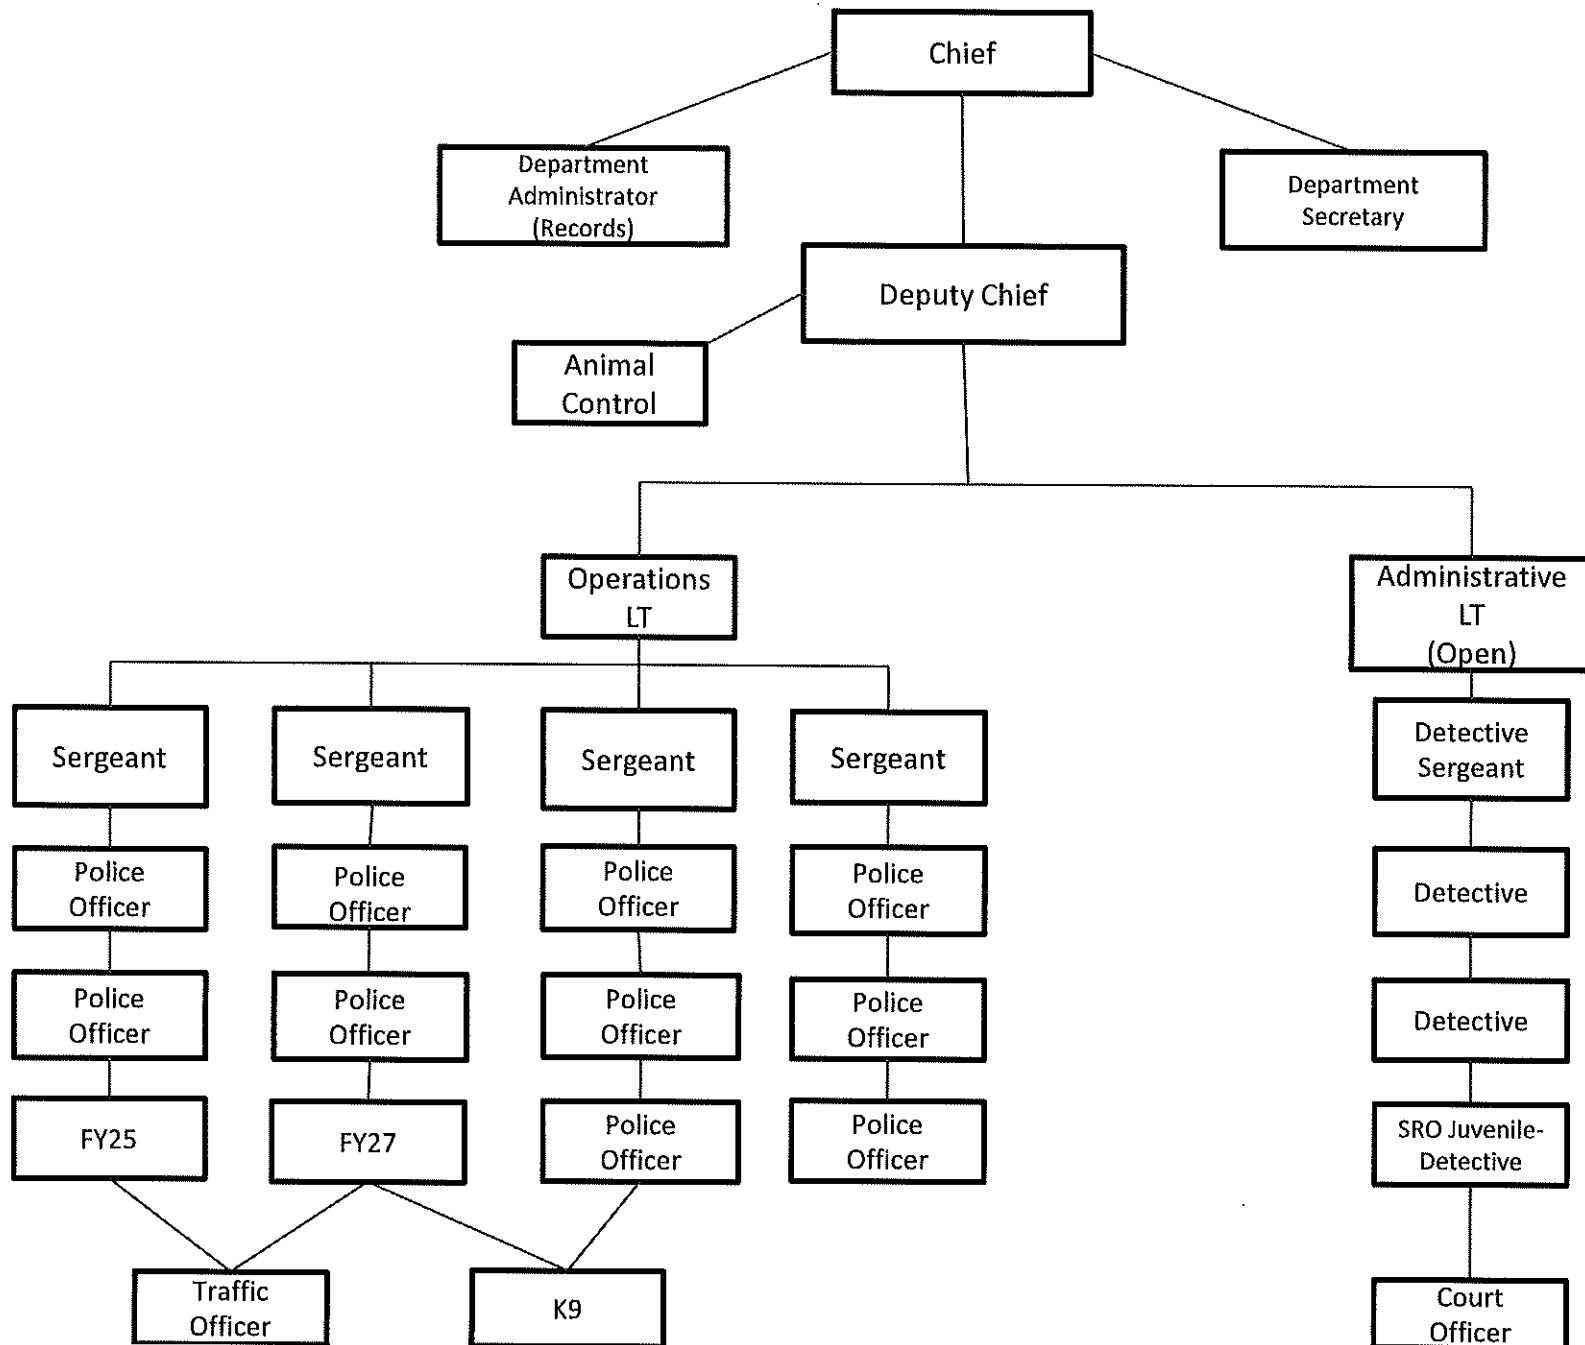 Chief
Department
Administrator
(Records)
Department
Secretary
Deputy Chief
Animal
Control
Operations
LT
Administrative
LT
(Open)
Sergeant
Sergeant
Sergeant
Sergeant
Detective
Sergeant
Police
Officer
Police
Officer
Police
Officer
Police
Officer
Detective
Police
Officer
Police
Officer
Police
Officer
Police
Officer
Detective
FY25
FY27
Police
Officer
Police
Officer
SRO Juvenile-
Detective
Traffic
Officer
K9
Court
Officer